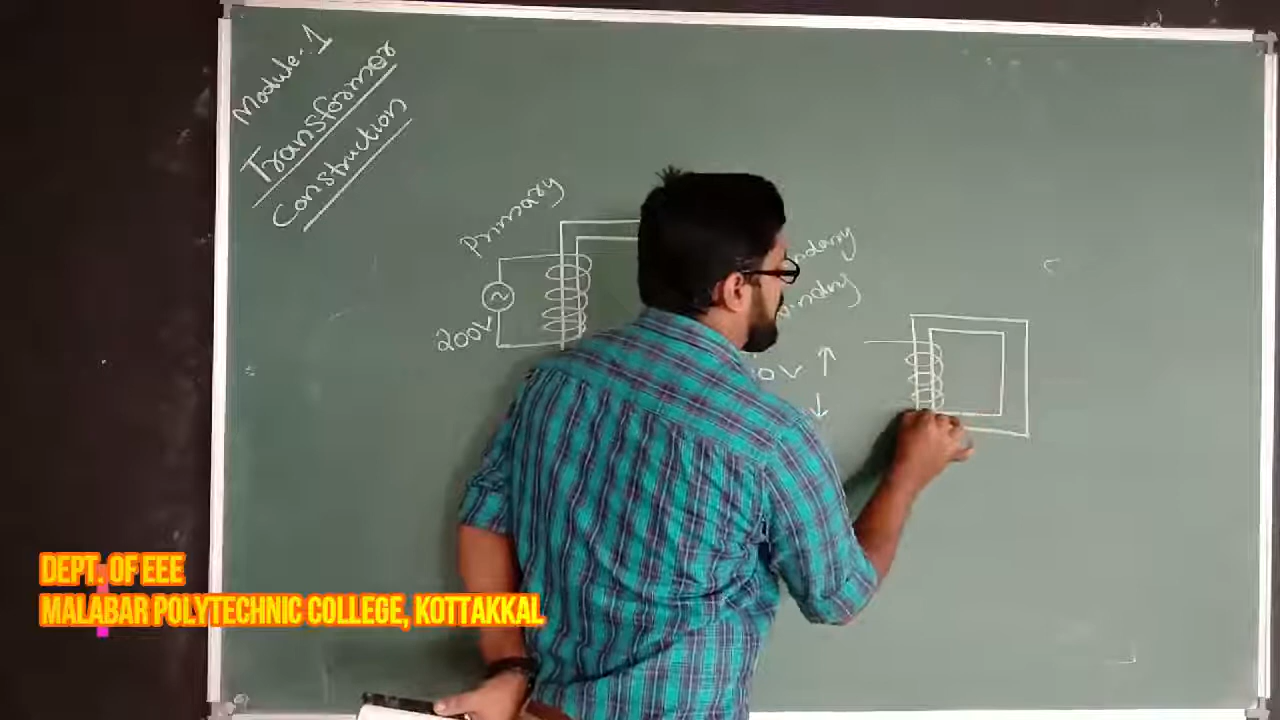 Module:1
Transformer
Construction
Primary
200V
V
DEPT. OF EEE
MALABAR POLYTECHNIC COLLEGE, KOTTAKKAL